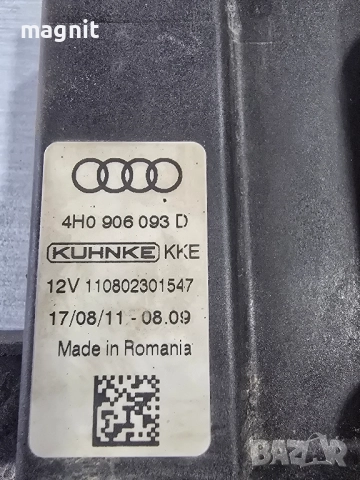 magnit
4H0 906 093 D
KUHNKE KKE
12V 110802301547
17/08/11 - 08.09
Made in Romania
BAZAR